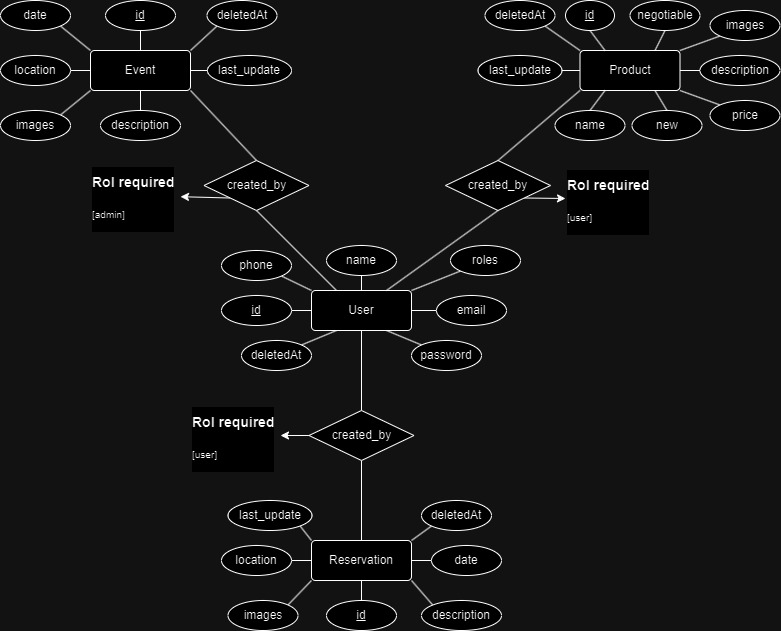 date
id
deletedAt
location
Event
last_update
images
description
deletedAt
id
negotiable
images
last_update
Product
description
name
new
price
Rol required
[admin]
created_by
created_by
Rol required
[user]
phone
name
roles
id
User
email
deletedAt
password
Rol required
[user]
created_by
last_update
deletedAt
location
Reservation
date
images
id
description